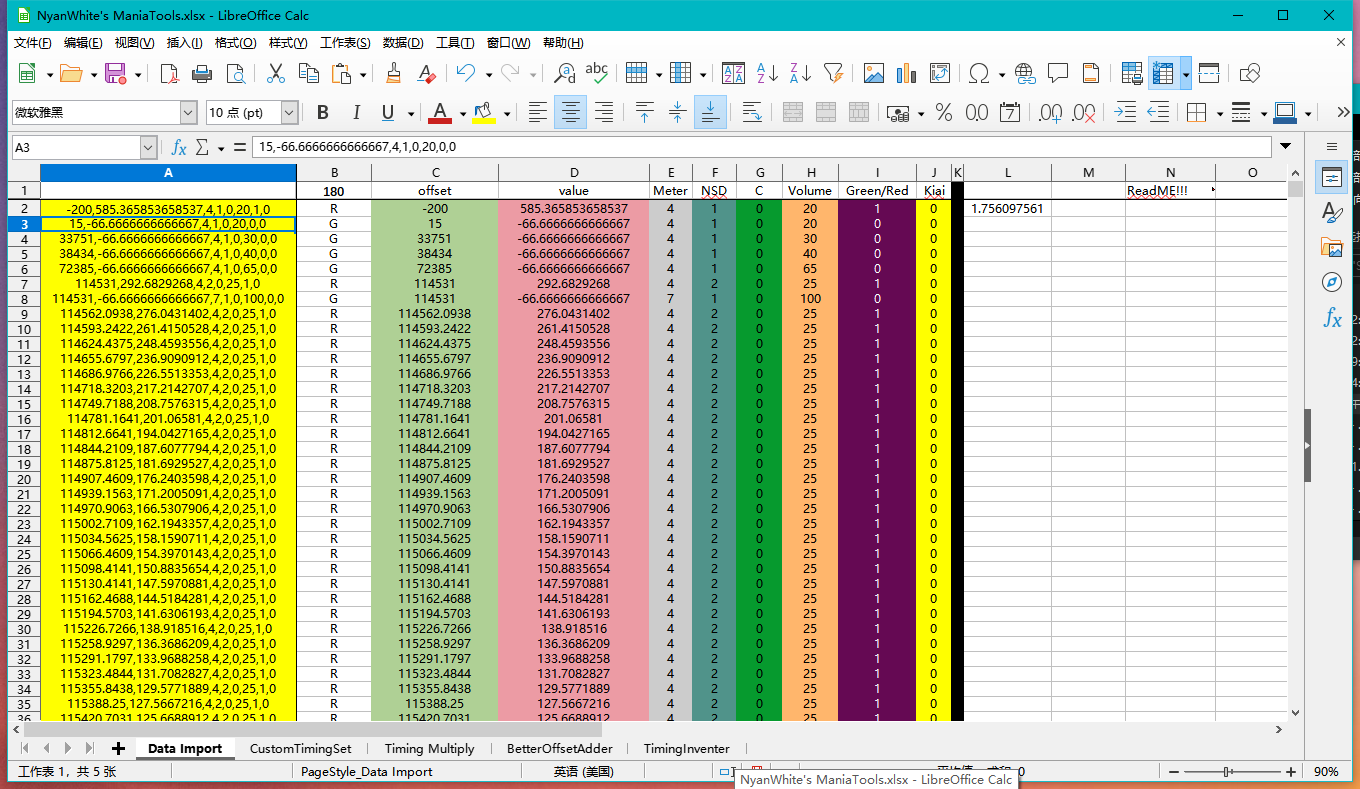 NyanWhite's ManiaTools.xlsx - LibreOffice Calc
文件(F) 编辑(E) 视图(V) 插入(I) 格式(O) 样式(Y) 工作表(S) 数据(D) 工具(T) 窗口(W) 帮助(H)
微软雅黑 10 点 (pt)
A3 15,-66.6666666666667,4,1,0,20,0,0
A B C D E F G H I J K L M N O
1 180 offset value Meter NSD C Volume Green/Red Kiai ReadME!!!
2 -200,585.365853658537,4,1,0,20,1,0 R -200 585.365853658537 4 1 0 20 1 0 1.756097561
3 15,-66.6666666666667,4,1,0,20,0,0 G 15 -66.6666666666667 4 1 0 20 0 0
4 33751,-66.6666666666667,4,1,0,30,0,0 G 33751 -66.6666666666667 4 1 0 30 0 0
5 38434,-66.6666666666667,4,1,0,40,0,0 G 38434 -66.6666666666667 4 1 0 40 0 0
6 72385,-66.6666666666667,4,1,0,65,0,0 G 72385 -66.6666666666667 4 1 0 65 0 0
7 114531,292.6829268,4,2,0,25,1,0 R 114531 292.6829268 4 2 0 25 1 0
8 114531,-66.6666666666667,7,1,0,100,0,0 G 114531 -66.6666666666667 7 1 0 100 0 0
9 114562.0938,276.0431402,4,2,0,25,1,0 R 114562.0938 276.0431402 4 2 0 25 1 0
10 114593.2422,261.4150528,4,2,0,25,1,0 R 114593.2422 261.4150528 4 2 0 25 1 0
11 114624.4375,248.4593556,4,2,0,25,1,0 R 114624.4375 248.4593556 4 2 0 25 1 0
12 114655.6797,236.9090912,4,2,0,25,1,0 R 114655.6797 236.9090912 4 2 0 25 1 0
13 114686.9766,226.5513353,4,2,0,25,1,0 R 114686.9766 226.5513353 4 2 0 25 1 0
14 114718.3203,217.2142707,4,2,0,25,1,0 R 114718.3203 217.2142707 4 2 0 25 1 0
15 114749.7188,208.7576315,4,2,0,25,1,0 R 114749.7188 208.7576315 4 2 0 25 1 0
16 114781.1641,201.06581,4,2,0,25,1,0 R 114781.1641 201.06581 4 2 0 25 1 0
17 114812.6641,194.0427165,4,2,0,25,1,0 R 114812.6641 194.0427165 4 2 0 25 1 0
18 114844.2109,187.6077794,4,2,0,25,1,0 R 114844.2109 187.6077794 4 2 0 25 1 0
19 114875.8125,181.6929527,4,2,0,25,1,0 R 114875.8125 181.6929527 4 2 0 25 1 0
20 114907.4609,176.2403598,4,2,0,25,1,0 R 114907.4609 176.2403598 4 2 0 25 1 0
21 114939.1563,171.2005091,4,2,0,25,1,0 R 114939.1563 171.2005091 4 2 0 25 1 0
22 114970.9063,166.5307906,4,2,0,25,1,0 R 114970.9063 166.5307906 4 2 0 25 1 0
23 115002.7109,162.1943357,4,2,0,25,1,0 R 115002.7109 162.1943357 4 2 0 25 1 0
24 115034.5625,158.1590711,4,2,0,25,1,0 R 115034.5625 158.1590711 4 2 0 25 1 0
25 115066.4609,154.3970143,4,2,0,25,1,0 R 115066.4609 154.3970143 4 2 0 25 1 0
26 115098.4141,150.8835654,4,2,0,25,1,0 R 115098.4141 150.8835654 4 2 0 25 1 0
27 115130.4141,147.5970881,4,2,0,25,1,0 R 115130.4141 147.5970881 4 2 0 25 1 0
28 115162.4688,144.5184281,4,2,0,25,1,0 R 115162.4688 144.5184281 4 2 0 25 1 0
29 115194.5703,141.6306193,4,2,0,25,1,0 R 115194.5703 141.6306193 4 2 0 25 1 0
30 115226.7266,138.918516,4,2,0,25,1,0 R 115226.7266 138.918516 4 2 0 25 1 0
31 115258.9297,136.3686209,4,2,0,25,1,0 R 115258.9297 136.3686209 4 2 0 25 1 0
32 115291.1797,133.9688258,4,2,0,25,1,0 R 115291.1797 133.9688258 4 2 0 25 1 0
33 115323.4844,131.7082827,4,2,0,25,1,0 R 115323.4844 131.7082827 4 2 0 25 1 0
34 115355.8438,129.5771889,4,2,0,25,1,0 R 115355.8438 129.5771889 4 2 0 25 1 0
35 115388.25,127.5667216,4,2,0,25,1,0 R 115388.25 127.5667216 4 2 0 25 1 0
36 115420.7031,125.6688912,4,2,0,25,1,0 R 115420.7031 125.6688912 4 2 0 25 1 0
Data Import CustomTimingSet Timing Multiply BetterOffsetAdder TimingInventer
工作表 1，共 5 张 PageStyle_Data Import 英语 (美国) 90%
NyanWhite's ManiaTools.xlsx - LibreOffice Calc